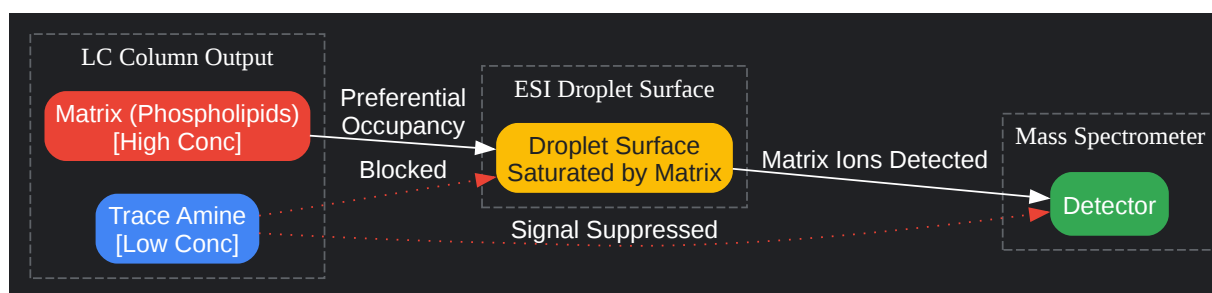 LC Column Output
Matrix (Phospholipids)
[High Conc]
Trace Amine
[Low Conc]
Preferential
Occupancy
Blocked
ESI Droplet Surface
Droplet Surface
Saturated by Matrix
Signal Suppressed
Matrix Ions Detected
Mass Spectrometer
Detector